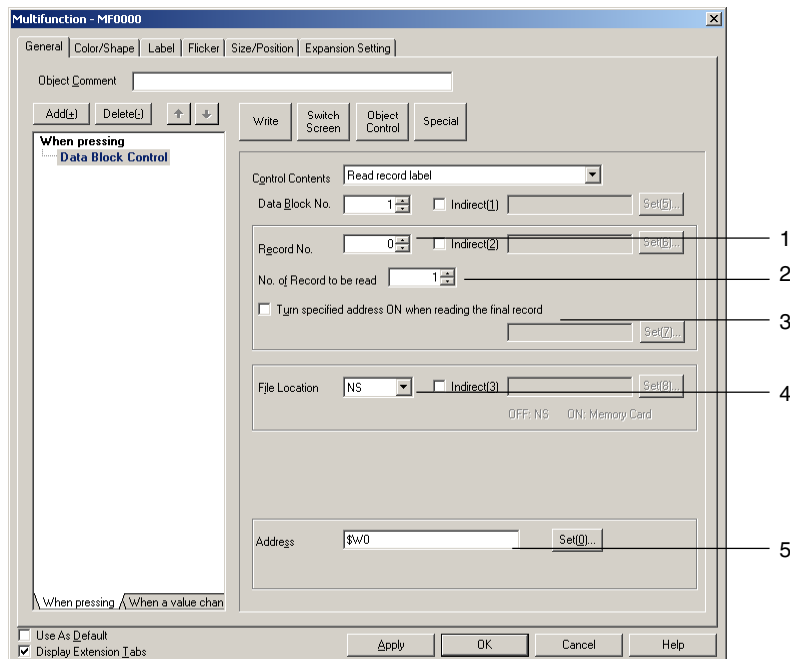 Multifunction - MF0000
General Color/Shape Label Flicker Size/Position Expansion Setting
Object Comment
Add(+) Delete(-)
Write Switch Screen Object Control Special
When pressing
Data Block Control
Control Contents Read record label
Data Block No. 1 Indirect(1) Set(5)...
Record No. 0 Indirect(2) Set(6)... 1
No. of Record to be read 1 2
Turn specified address ON when reading the final record 3
Set(7)...
File Location NS Indirect(3) Set(8)... 4
OFF: NS ON: Memory Card
Address $W0 Set(0)... 5
When pressing When a value chan
Use As Default
Display Extension Tabs
Apply OK Cancel Help